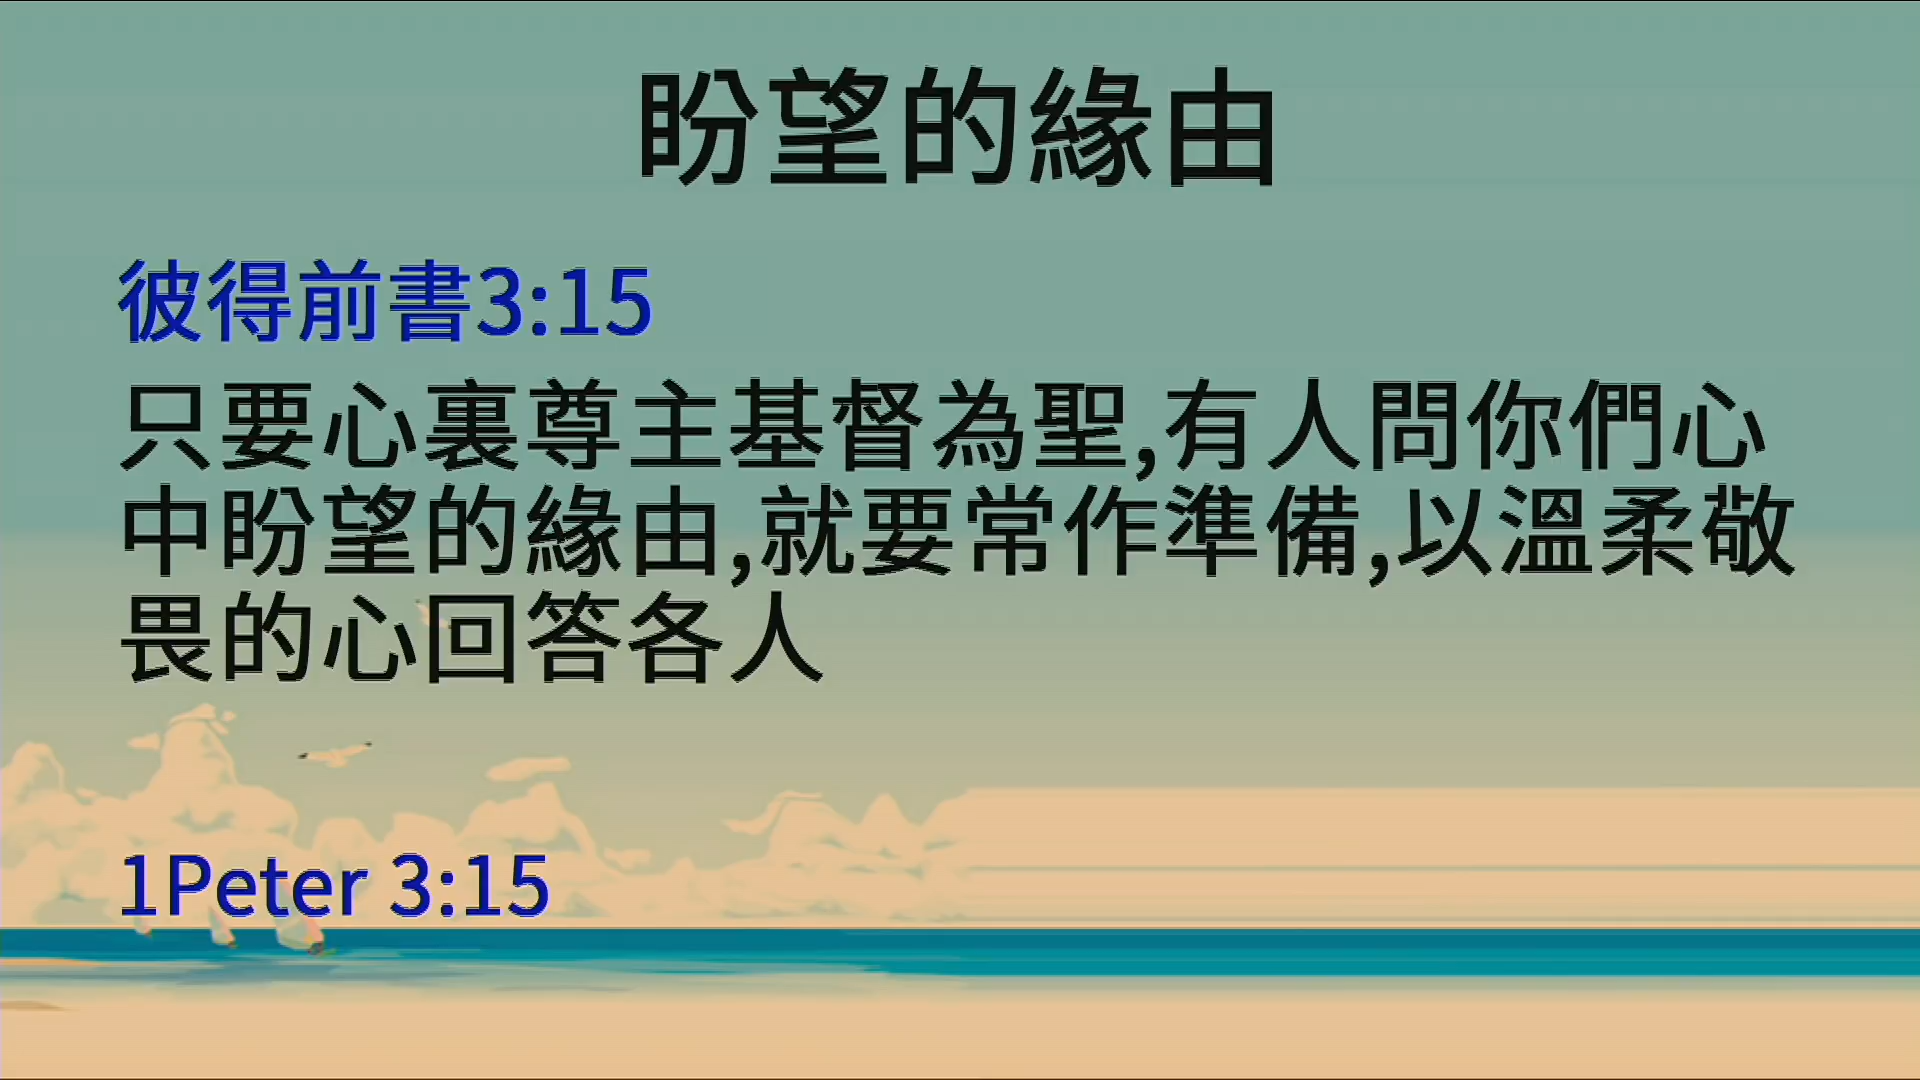 盼望的緣由
彼得前書3:15
只要心裏尊主基督為聖,有人問你們心
中盼望的緣由,就要常作準備,以溫柔敬
畏的心回答各人
1Peter 3:15